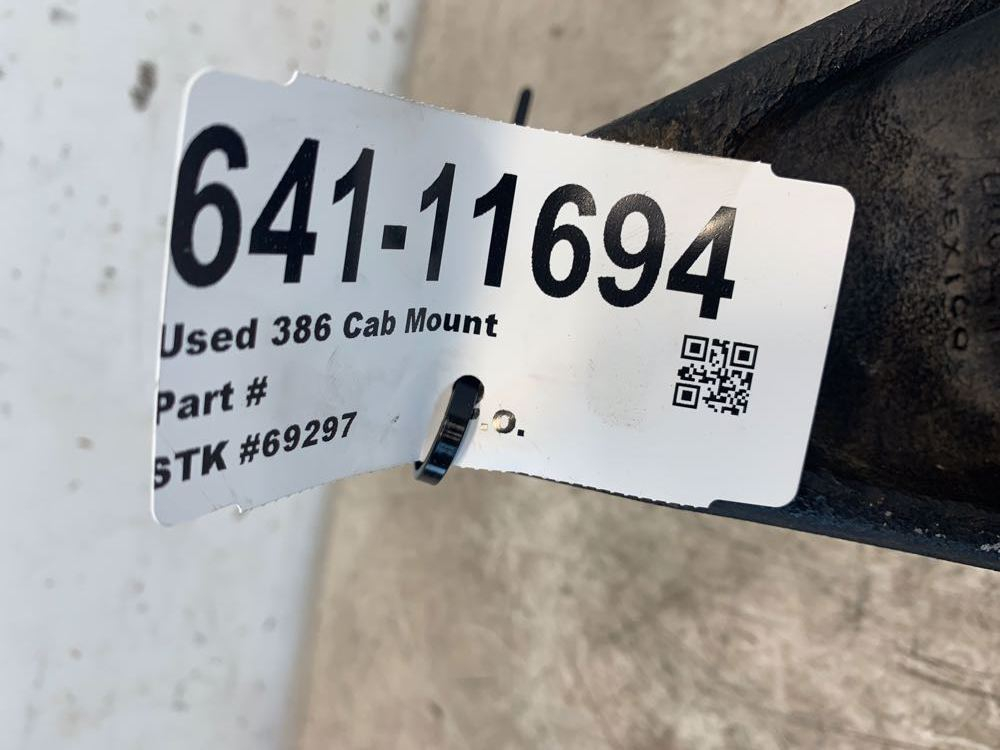 641-11694
Used 386 Cab Mount
Part #
STK #69297
.o.
MEXICO